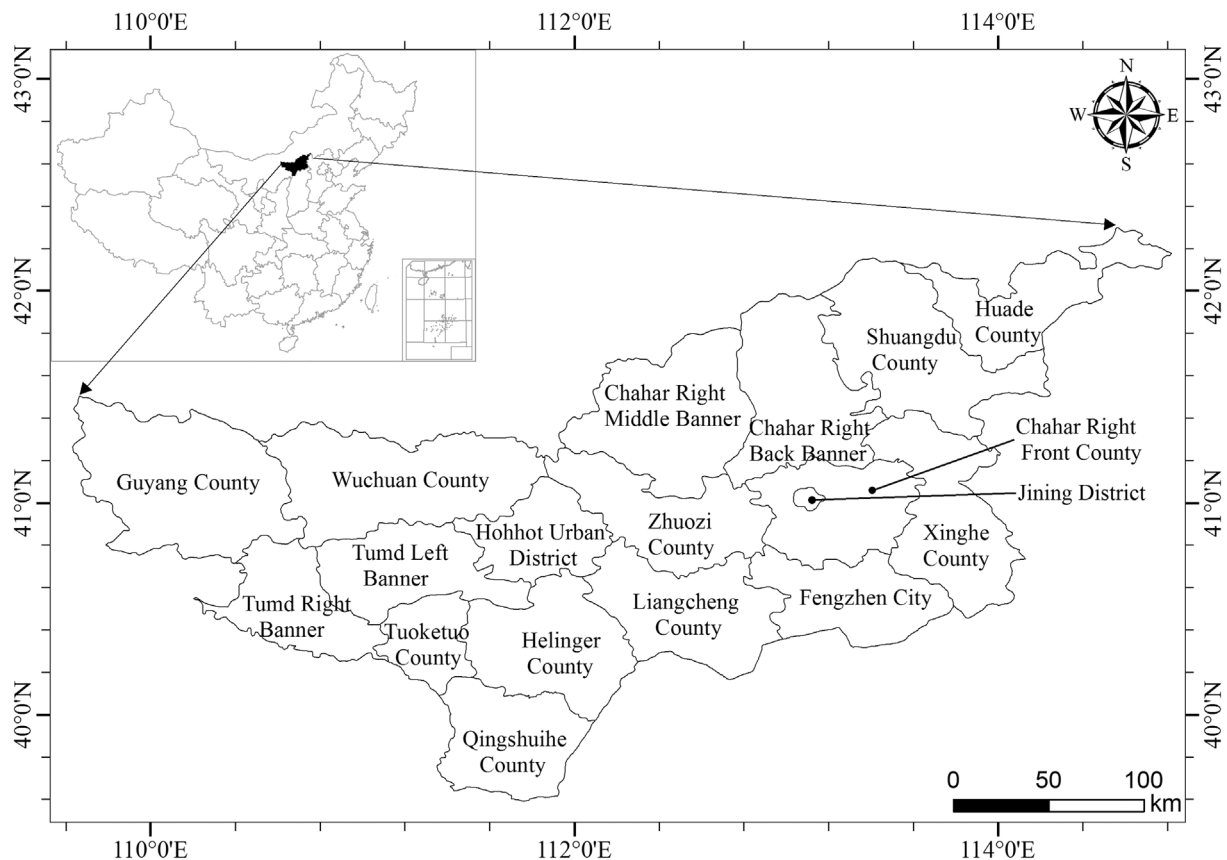 110°0'E 112°0'E 114°0'E
43°0'N 43°0'N
N
W E
S
42°0'N 42°0'N
Huade
County
Shuangdu
County
Chahar Right
Middle Banner
Chahar Right
Back Banner
Chahar Right
Front County
Jining District
Guyang County
Wuchuan County
41°0'N 41°0'N
Hohhot Urban
District
Zhuozi
County
Xinghe
County
Tumd Left
Banner
Tumd Right
Banner
Liangcheng
County
Fengzhen City
Tuoketuo
County
Helinger
County
40°0'N 40°0'N
Qingshuihe
County
0 50 100
km
110°0'E 112°0'E 114°0'E